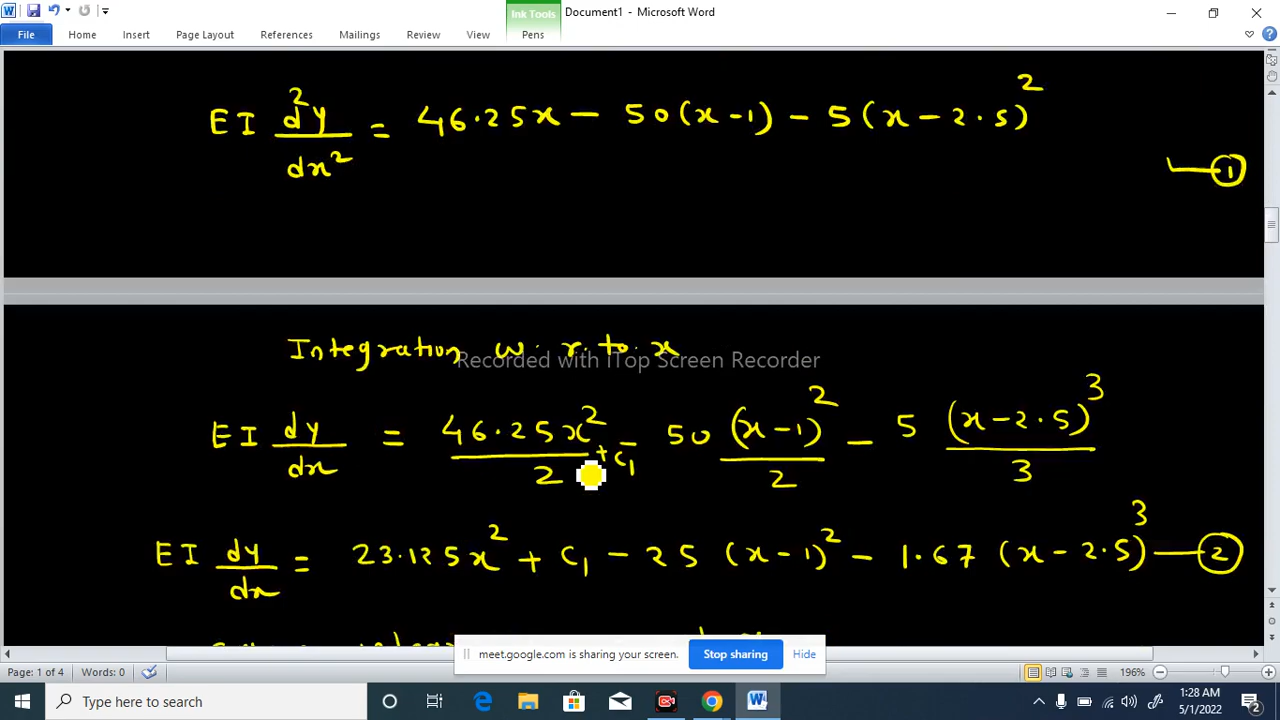 Ink Tools
Document1 - Microsoft Word
File Home Insert Page Layout References Mailings Review View Pens
EI d²y/dx² = 46.25x - 50(x-1) - 5(x-2.5)²
①
Integration w.r.to.x
Recorded with iTop Screen Recorder
EI dy/dx = 46.25x²/2 + C₁ - 50 (x-1)²/2 - 5 (x-2.5)³/3
EI dy/dx = 23.125x² + C₁ - 25 (x-1)² - 1.67 (x-2.5)³ — ②
meet.google.com is sharing your screen. Stop sharing Hide
Page: 1 of 4 Words: 0 196%
Type here to search
1:28 AM
5/1/2022
2